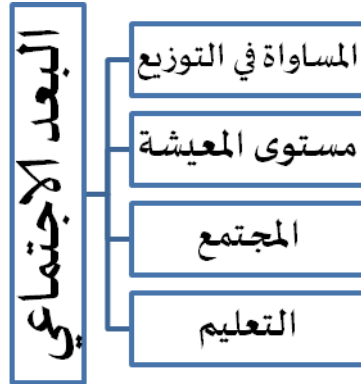 البعد الاجتماعي
المساواة في التوزيع
مستوى المعيشة
المجتمع
التعليم